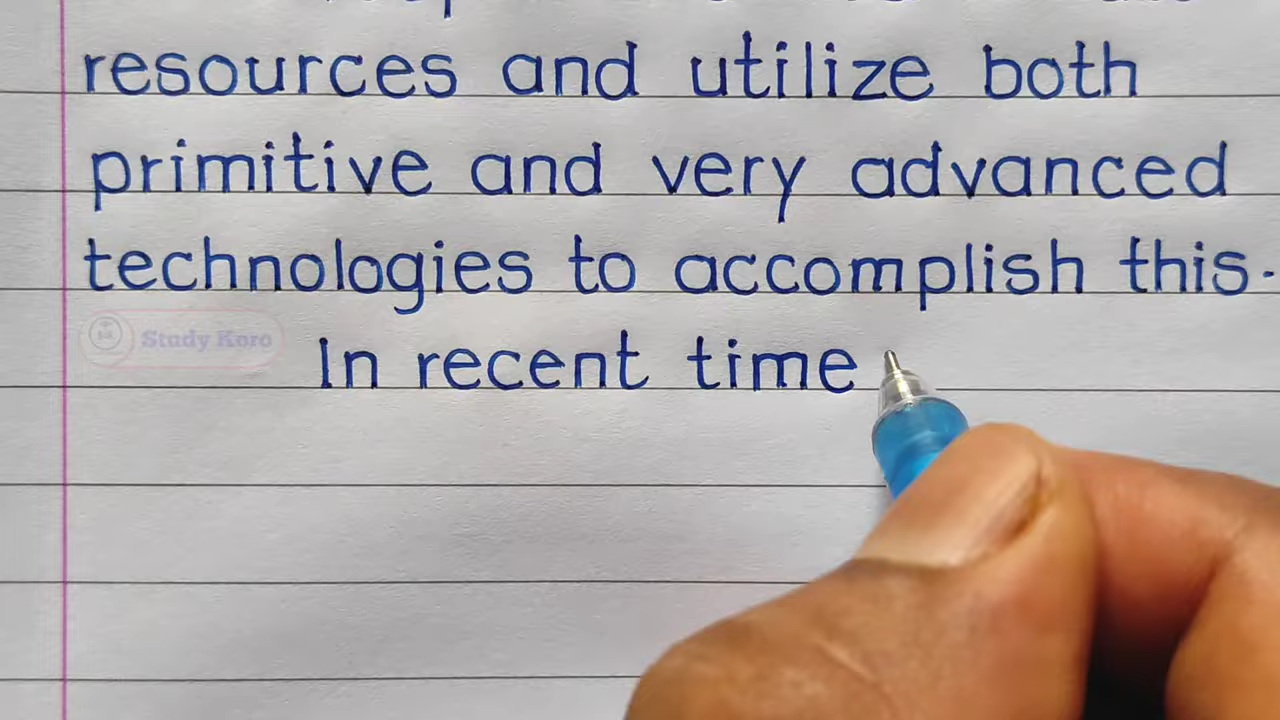 resources and utilize both
primitive and very advanced
technologies to accomplish this.
Study Koro
In recent time